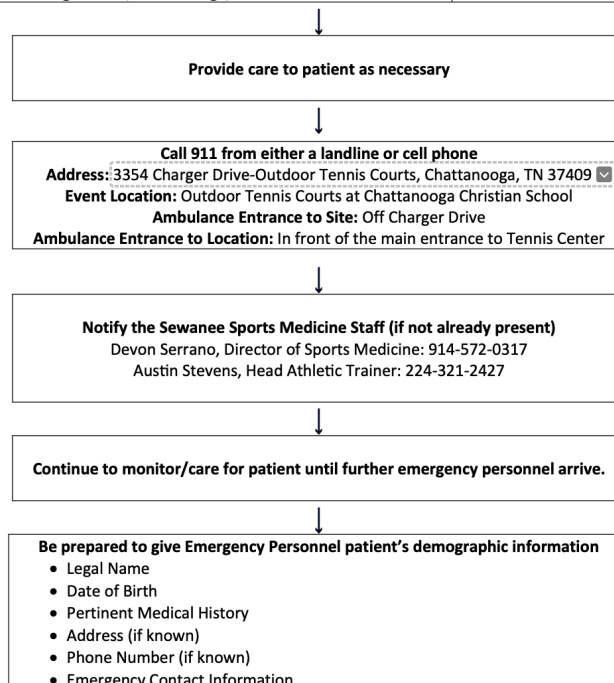 Provide care to patient as necessary
Call 911 from either a landline or cell phone
Address: 3354 Charger Drive-Outdoor Tennis Courts, Chattanooga, TN 37409
Event Location: Outdoor Tennis Courts at Chattanooga Christian School
Ambulance Entrance to Site: Off Charger Drive
Ambulance Entrance to Location: In front of the main entrance to Tennis Center
Notify the Sewanee Sports Medicine Staff (if not already present)
Devon Serrano, Director of Sports Medicine: 914-572-0317
Austin Stevens, Head Athletic Trainer: 224-321-2427
Continue to monitor/care for patient until further emergency personnel arrive.
Be prepared to give Emergency Personnel patient's demographic information
• Legal Name
• Date of Birth
• Pertinent Medical History
• Address (if known)
• Phone Number (if known)
• Emergency Contact Information